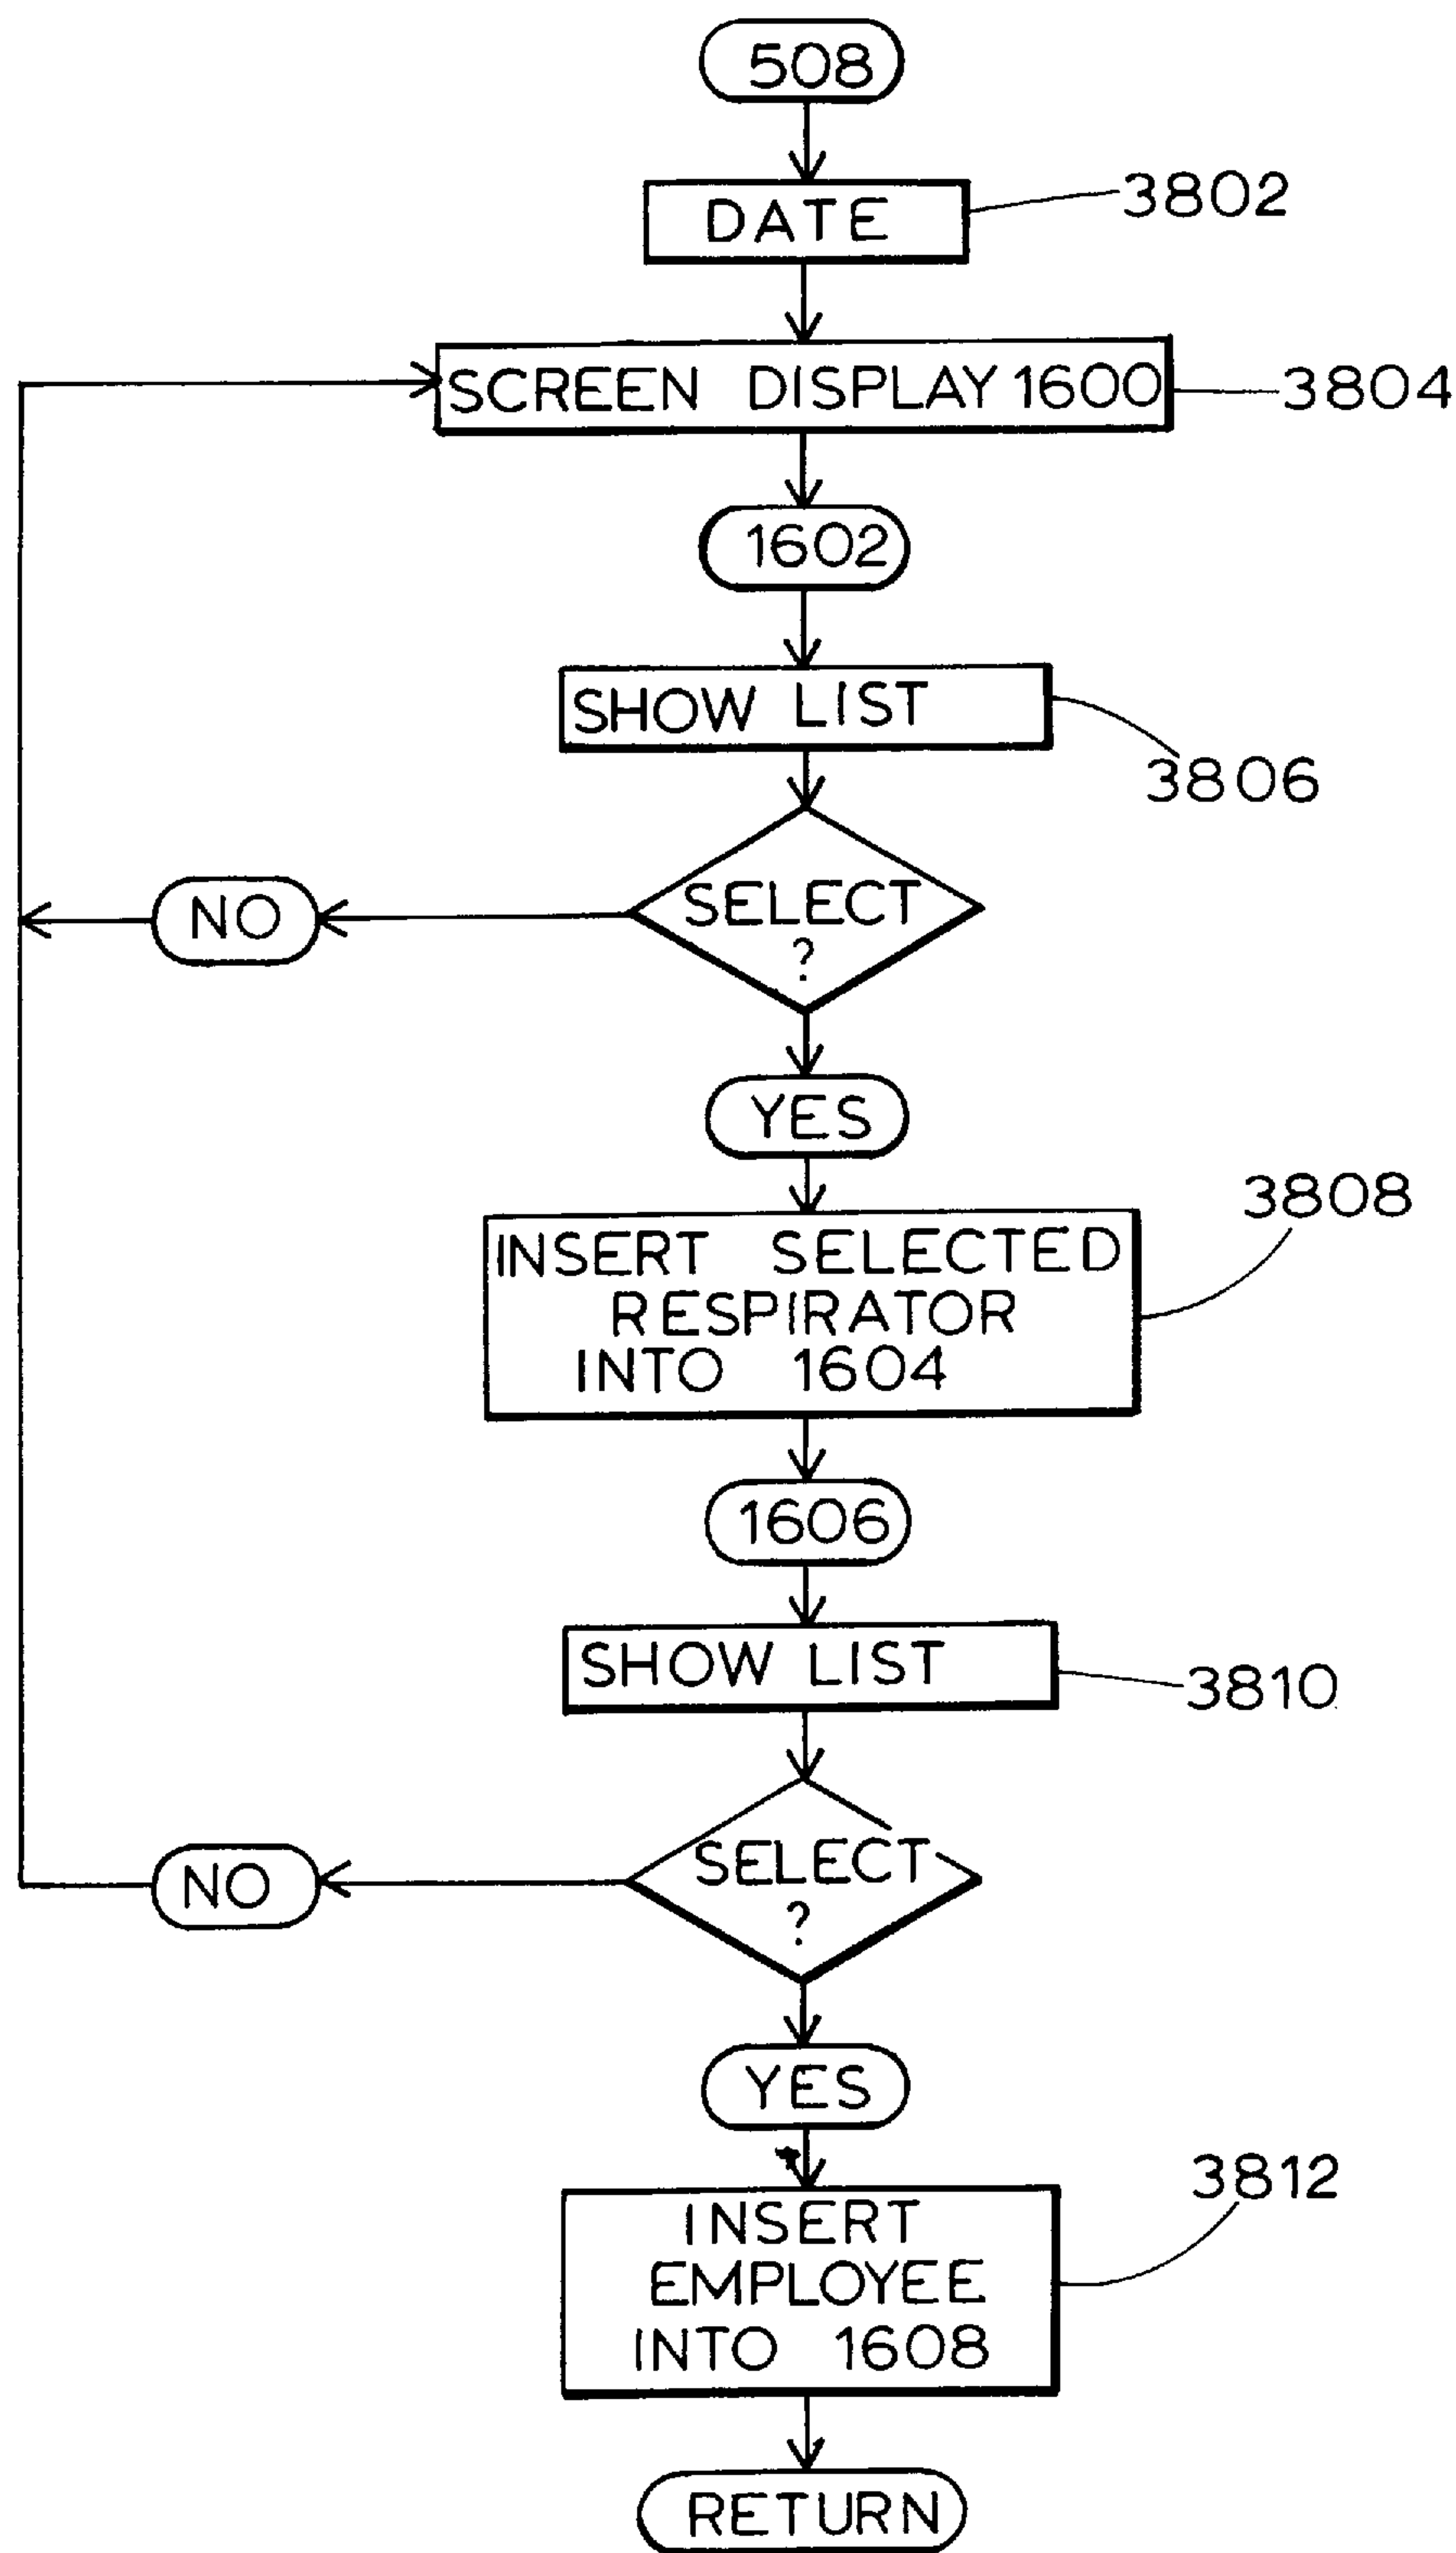 508
DATE
3802
SCREEN DISPLAY 1600
3804
1602
SHOW LIST
3806
SELECT
?
NO
YES
INSERT SELECTED
RESPIRATOR
INTO 1604
3808
1606
SHOW LIST
3810
SELECT
?
NO
YES
INSERT
EMPLOYEE
INTO 1608
3812
RETURN